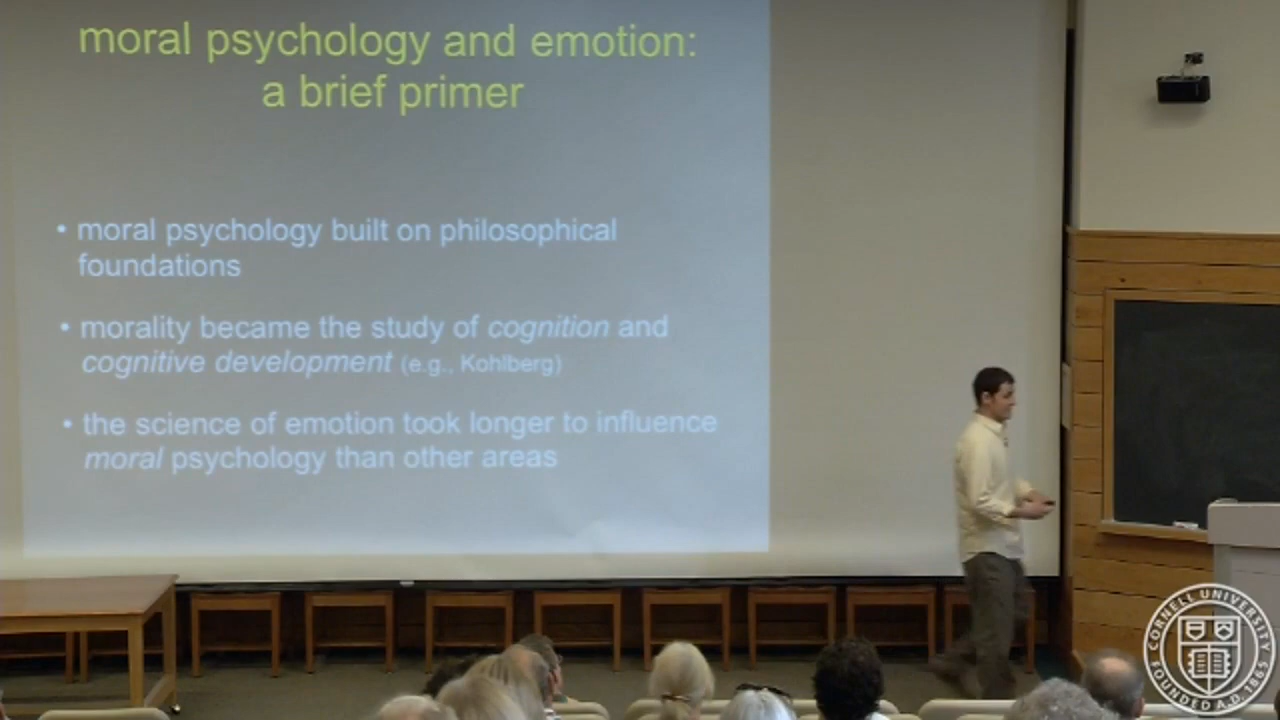 moral psychology and emotion:
a brief primer
• moral psychology built on philosophical
foundations
• morality became the study of cognition and
cognitive development (e.g., Kohlberg)
• the science of emotion took longer to influence
moral psychology than other areas
CORNELL UNIVERSITY
FOUNDED A.D. 1865